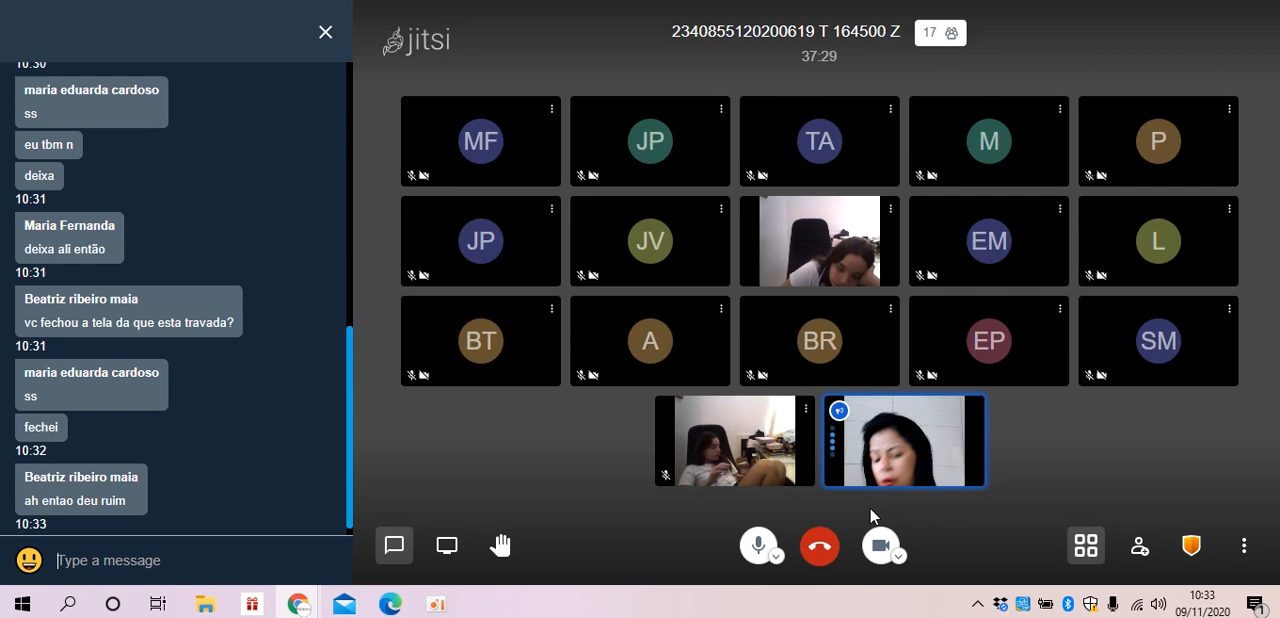 10:30
maria eduarda cardoso
ss
eu tbm n
deixa
10:31
Maria Fernanda
deixa ali então
10:31
Beatriz ribeiro maia
vc fechou a tela da que esta travada?
10:31
maria eduarda cardoso
ss
fechei
10:32
Beatriz ribeiro maia
ah entao deu ruim
10:33
Type a message
jitsi
2340855120200619 T 164500 Z
17
37:29
MF
JP
TA
M
P
JP
JV
EM
L
BT
A
BR
EP
SM
10:33
09/11/2020
1